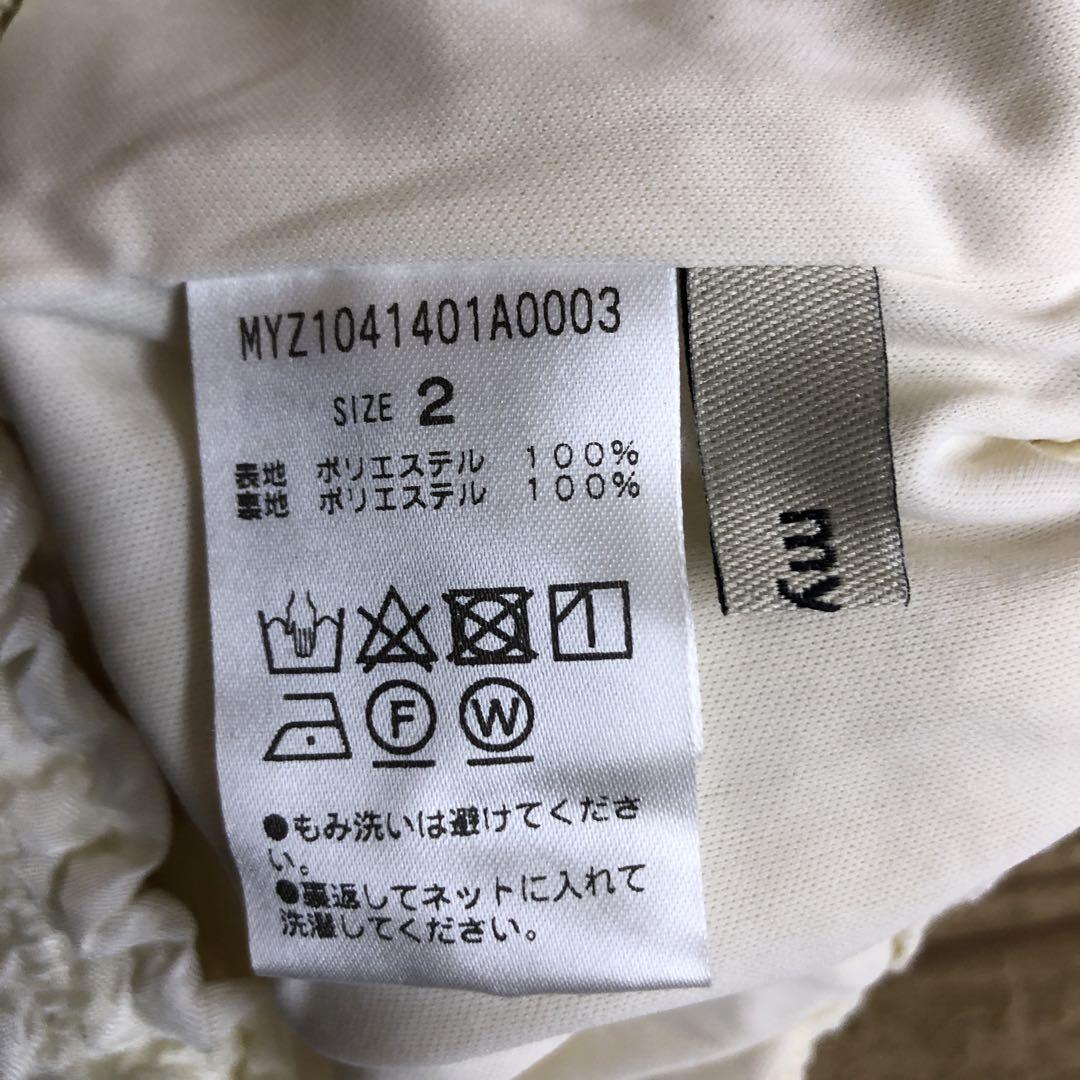 MYZ1041401A0003
SIZE 2
表地 ポリエステル 100%
裏地 ポリエステル 100%
F W
●もみ洗いは避けてくださ
い。
●裏返してネットに入れて
洗濯してください。
my